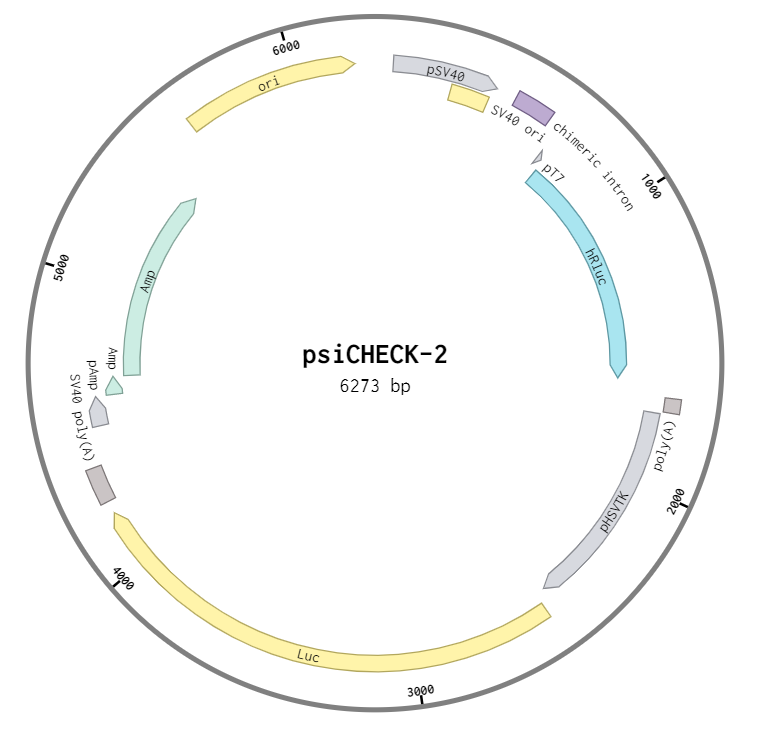 6000
ori
pSV40
SV40 ori
chimeric intron
pT7
1000
hRluc
5000
Amp
psiCHECK-2
6273 bp
Amp
pAmp
SV40 poly(A)
poly(A)
2000
pHSVTK
4000
Luc
3000